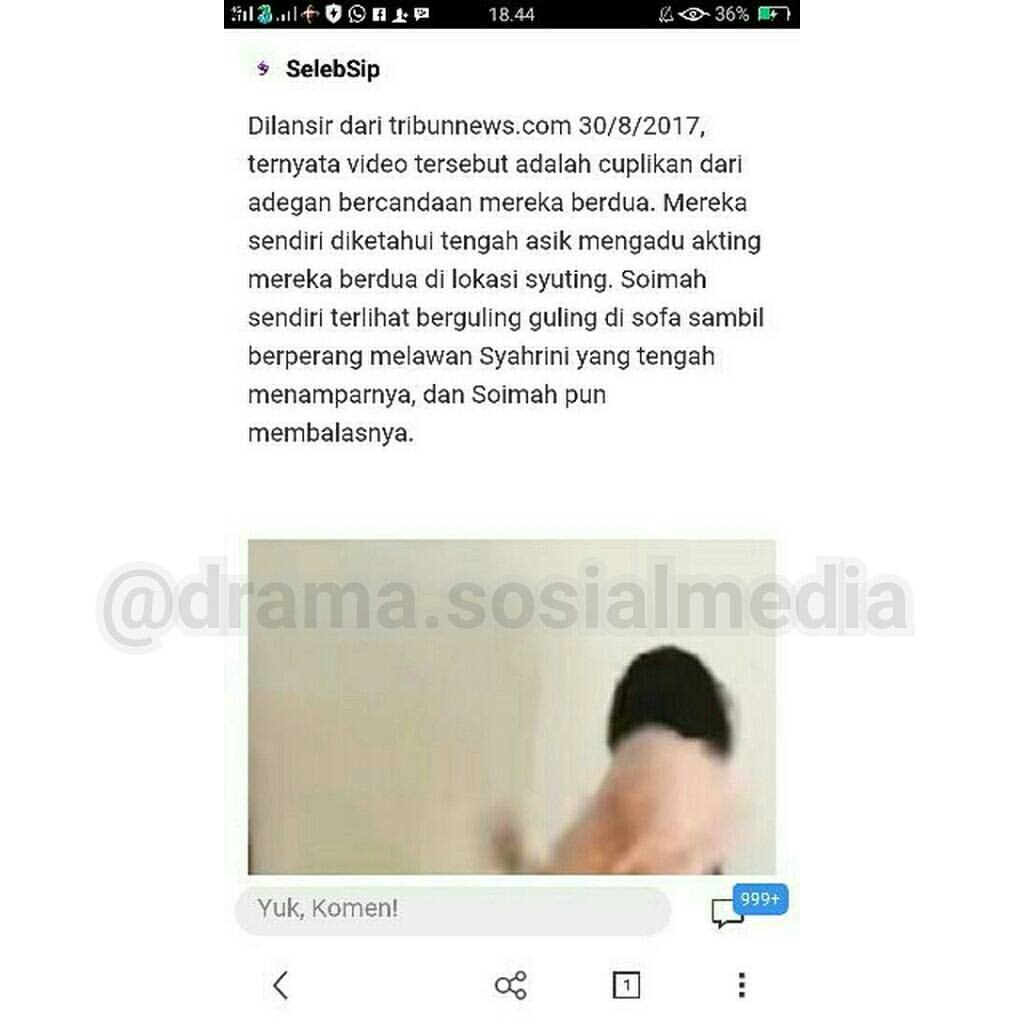 18.44
36%
SelebSip
Dilansir dari tribunnews.com 30/8/2017,
ternyata video tersebut adalah cuplikan dari
adegan bercandaan mereka berdua. Mereka
sendiri diketahui tengah asik mengadu akting
mereka berdua di lokasi syuting. Soimah
sendiri terlihat berguling guling di sofa sambil
berperang melawan Syahrini yang tengah
menamparnya, dan Soimah pun
membalasnya.
@drama.sosialmedia
Yuk, Komen!
999+
1